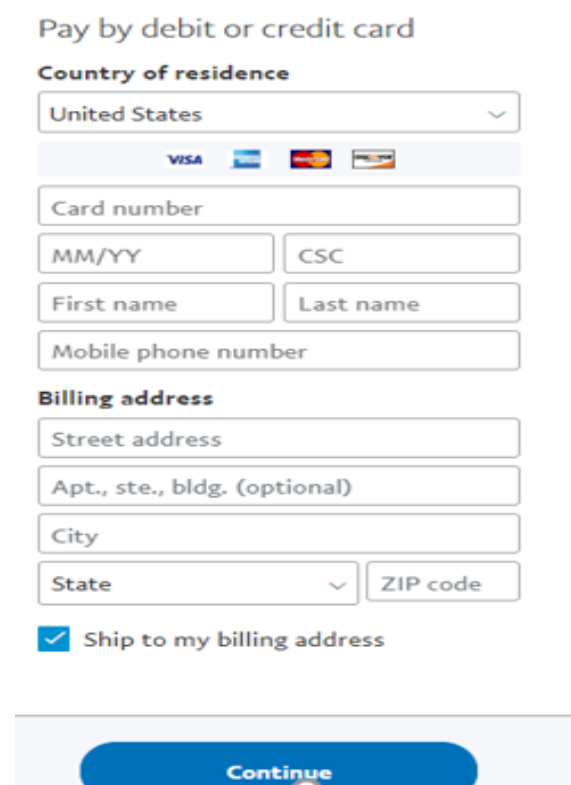 Pay by debit or credit card
Country of residence
United States
VISA
Card number
MM/YY CSC
First name Last name
Mobile phone number
Billing address
Street address
Apt., ste., bldg. (optional)
City
State ZIP code
Ship to my billing address
Continue